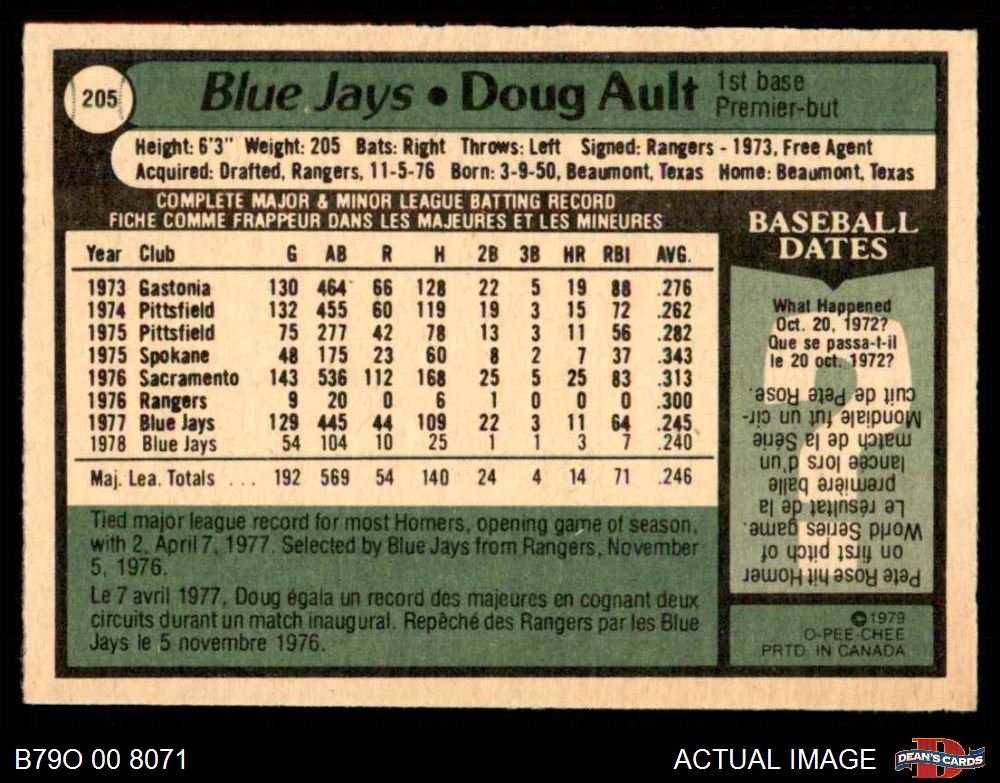 205
Blue Jays • Doug Ault
1st base
Premier-but
Height: 6'3" Weight: 205 Bats: Right Throws: Left Signed: Rangers - 1973, Free Agent
Acquired: Drafted, Rangers, 11-5-76 Born: 3-9-50, Beaumont, Texas Home: Beaumont, Texas
COMPLETE MAJOR & MINOR LEAGUE BATTING RECORD
FICHE COMME FRAPPEUR DANS LES MAJEURES ET LES MINEURES
Year Club G AB R H 2B 3B HR RBI AVG.
1973 Gastonia 130 464 66 128 22 5 19 88 .276
1974 Pittsfield 132 455 60 119 19 3 15 72 .262
1975 Pittsfield 75 277 42 78 13 3 11 56 .282
1975 Spokane 48 175 23 60 8 2 7 37 .343
1976 Sacramento 143 536 112 168 25 5 25 83 .313
1976 Rangers 9 20 0 6 1 0 0 0 .300
1977 Blue Jays 129 445 44 109 22 3 11 64 .245
1978 Blue Jays 54 104 10 25 1 1 3 7 .240
Maj. Lea. Totals ... 192 569 54 140 24 4 14 71 .246
Tied major league record for most Homers, opening game of season,
with 2, April 7, 1977. Selected by Blue Jays from Rangers, November
5, 1976.
Le 7 avril 1977, Doug égala un record des majeures en cognant deux
circuits durant un match inaugural. Repêché des Rangers par les Blue
Jays le 5 novembre 1976.
BASEBALL
DATES
What Happened
Oct. 20, 1972?
Que se passa-t-il
le 20 oct. 1972?
Pete Rose hit Homer
on first pitch of
World Series game.
Le résultat de la
première balle
lancée lors d'un
match de la Série
Mondiale fut un cir-
cuit de Pete Rose.
©1979
O-PEE-CHEE
PRTD. IN CANADA
B79O 00 8071
ACTUAL IMAGE
DEAN'S CARDS